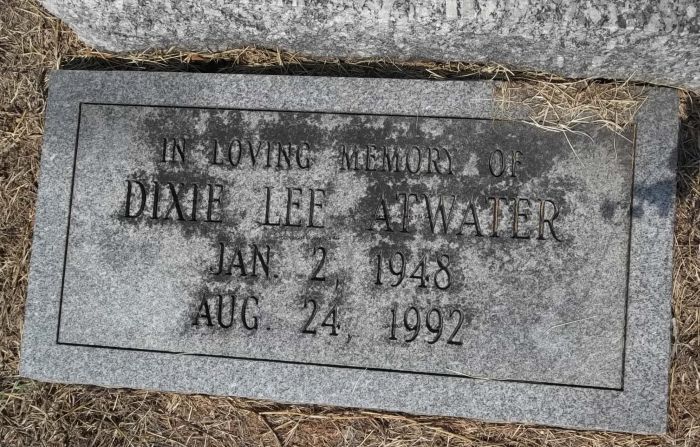 IN LOVING MEMORY OF
DIXIE LEE ATWATER
JAN. 2, 1948
AUG. 24, 1992